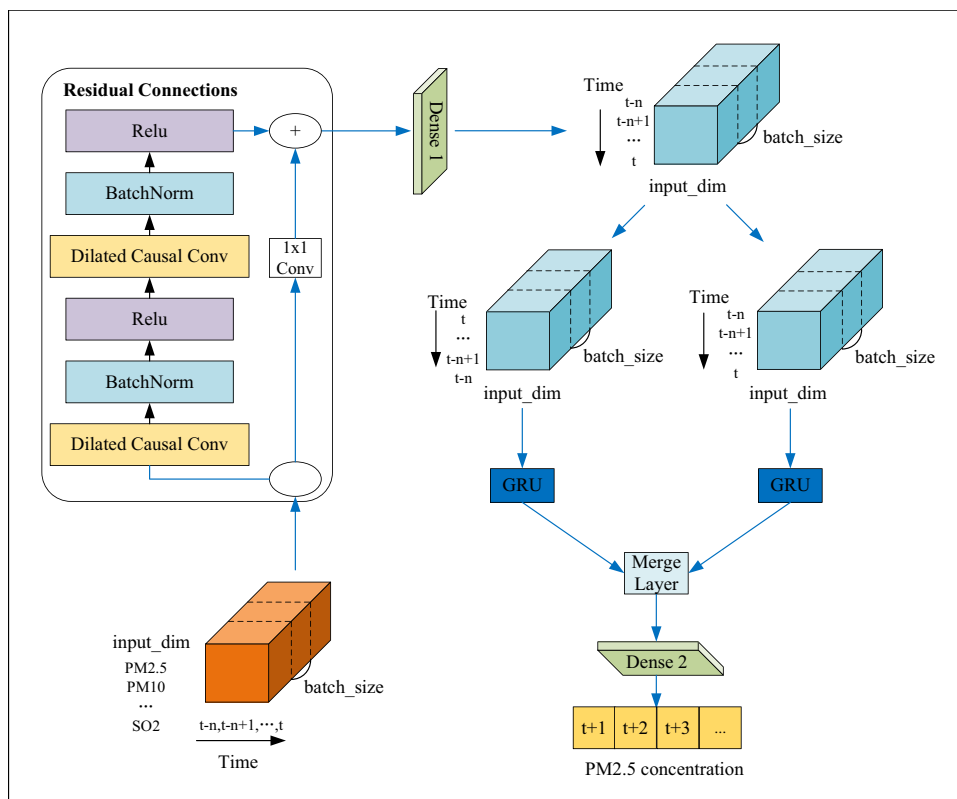 Residual Connections
Relu
BatchNorm
Dilated Causal Conv
Relu
BatchNorm
Dilated Causal Conv
+
1x1
Conv
Dense 1
Time
t-n
t-n+1
...
t
batch_size
input_dim
Time
t
...
t-n+1
t-n
batch_size
input_dim
Time
t-n
t-n+1
...
t
batch_size
input_dim
GRU
GRU
Merge
Layer
Dense 2
t+1 t+2 t+3 ...
PM2.5 concentration
input_dim
PM2.5
PM10
...
SO2
batch_size
t-n,t-n+1,···,t
Time